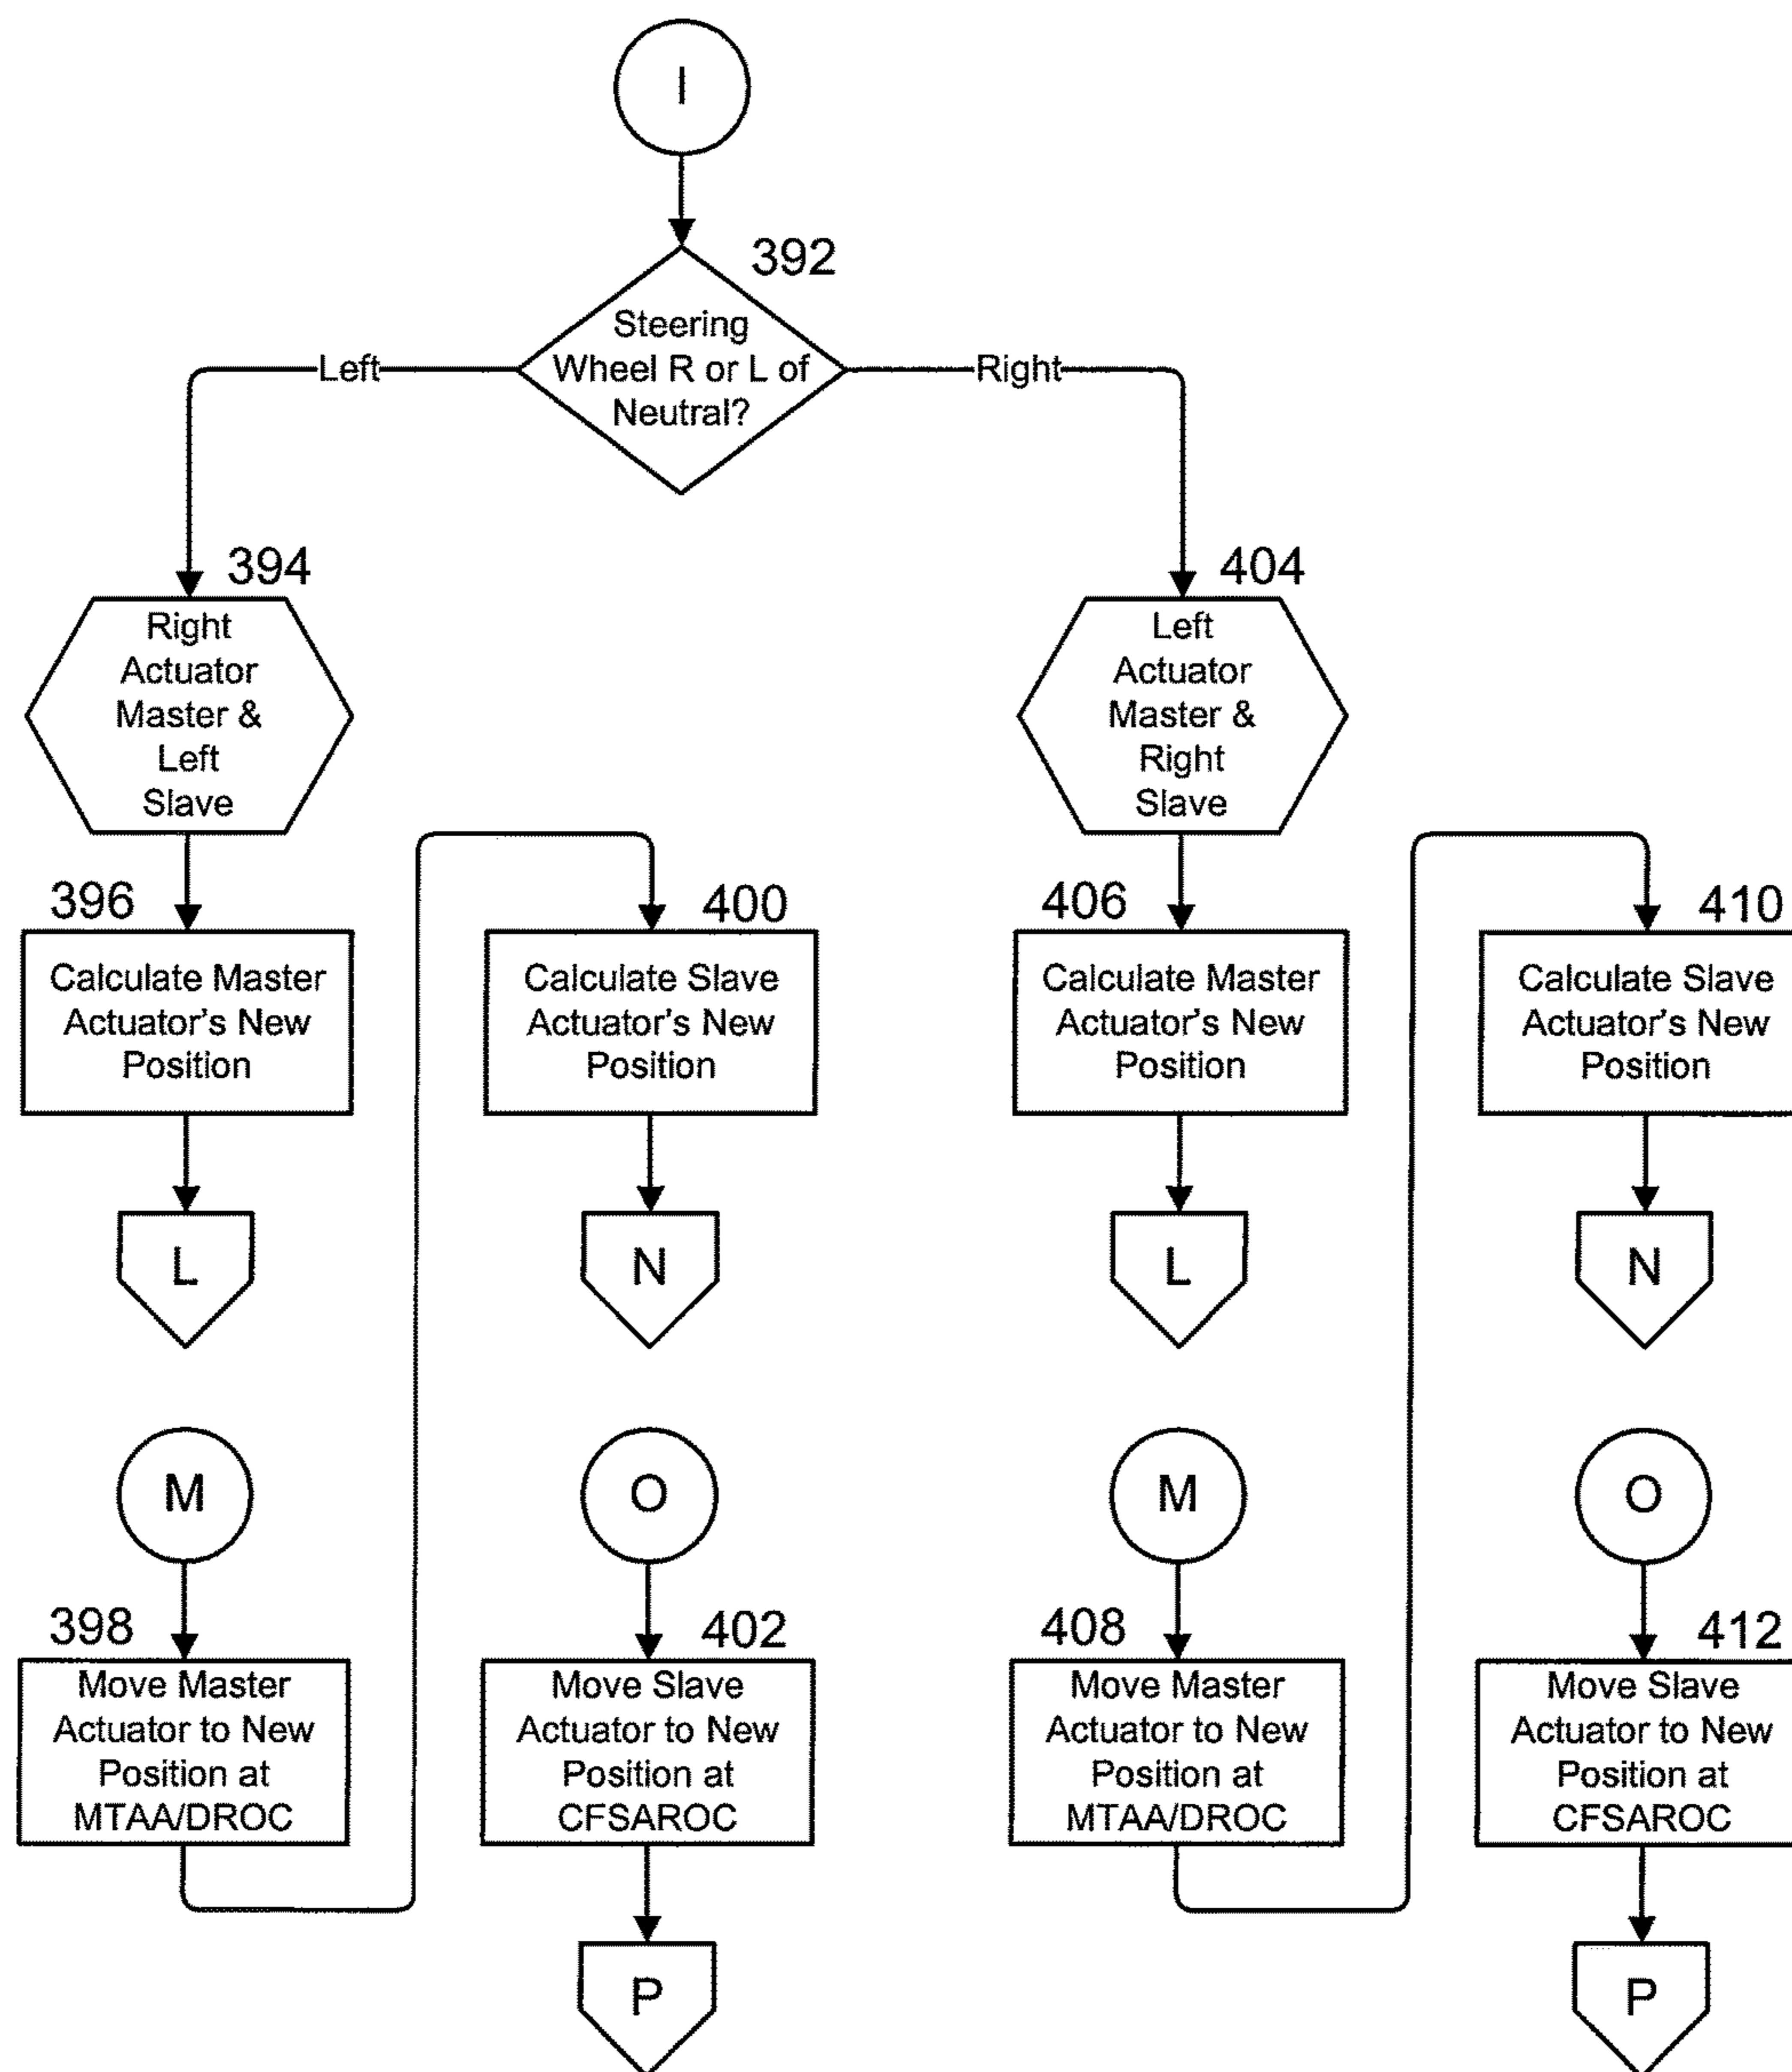 I
392
Steering
Wheel R or L of
Neutral?
Left
Right
394
Right
Actuator
Master &
Left
Slave
404
Left
Actuator
Master &
Right
Slave
396
Calculate Master
Actuator's New
Position
400
Calculate Slave
Actuator's New
Position
406
Calculate Master
Actuator's New
Position
410
Calculate Slave
Actuator's New
Position
L
N
L
N
M
O
M
O
398
Move Master
Actuator to New
Position at
MTAA/DROC
402
Move Slave
Actuator to New
Position at
CFSAROC
408
Move Master
Actuator to New
Position at
MTAA/DROC
412
Move Slave
Actuator to New
Position at
CFSAROC
P
P